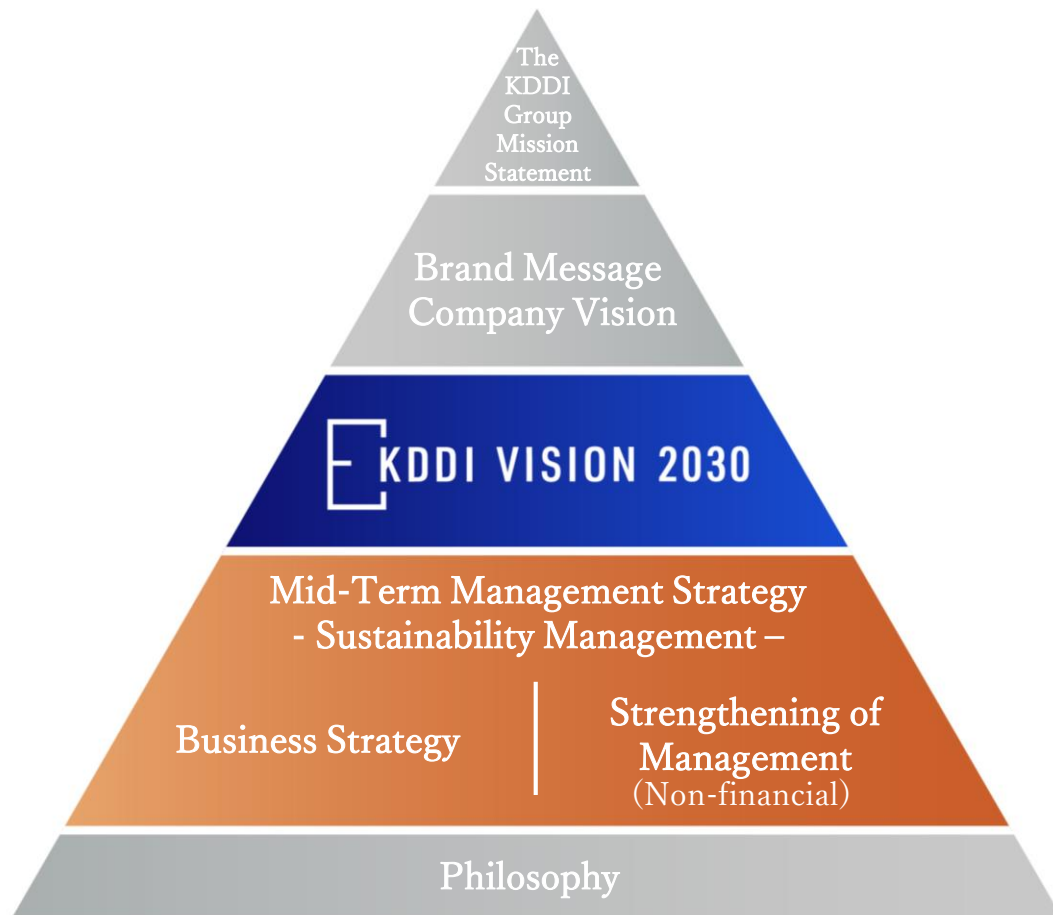 The
KDDI
Group
Mission
Statement
Brand Message
Company Vision
KDDI VISION 2030
Mid-Term Management Strategy
- Sustainability Management –
Business Strategy
Strengthening of
Management
(Non-financial)
Philosophy